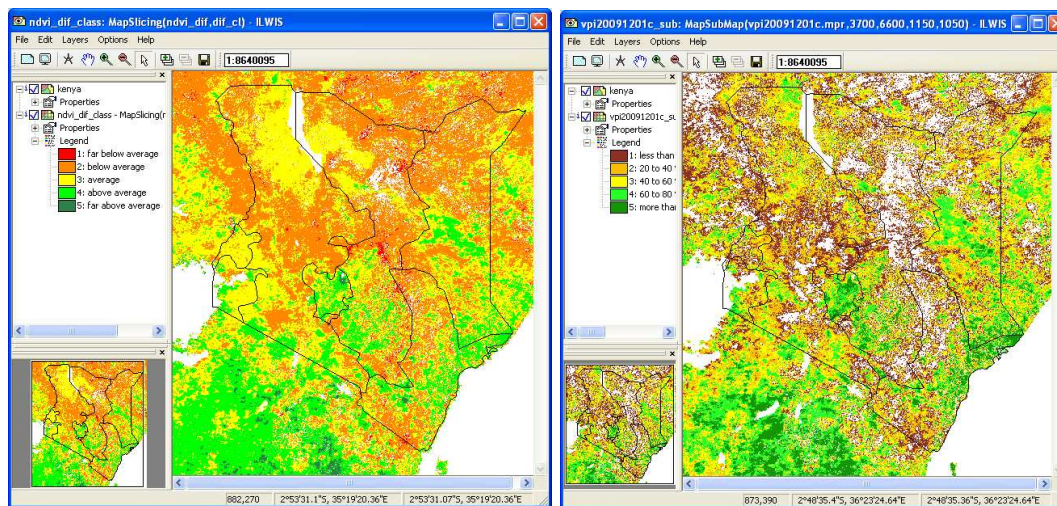 ndvi_dif_class: MapSlicing(ndvi_dif,dif_cl) - ILWIS
File Edit Layers Options Help
1:8640095
kenya
Properties
ndvi_dif_class - MapSlicing(r
Properties
Legend
1: far below average
2: below average
3: average
4: above average
5: far above average
882,270
2°53'31.1"S, 35°19'20.36"E
2°53'31.07"S, 35°19'20.36"E
vpi20091201c_sub: MapSubMap(vpi20091201c.mpr,3700,6600,1150,1050) - ILWIS
File Edit Layers Options Help
1:8640095
kenya
Properties
vpi20091201c_su
Properties
Legend
1: less than
2: 20 to 40
3: 40 to 60
4: 60 to 80
5: more than
873,390
2°48'35.4"S, 36°23'24.64"E
2°48'35.36"S, 36°23'24.64"E